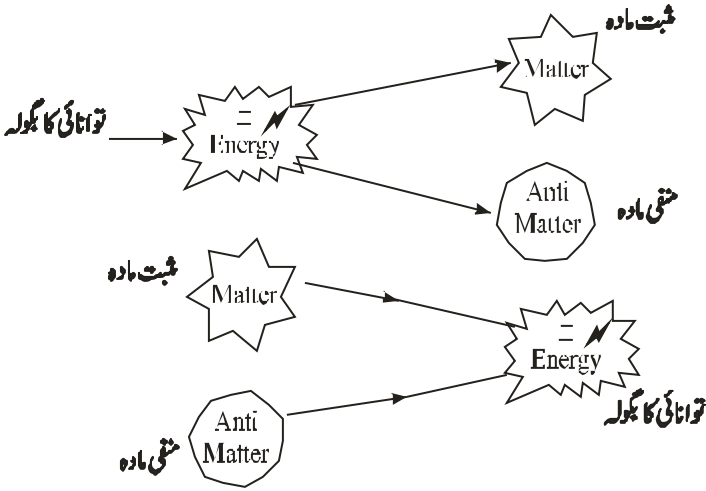 مثبت مادہ
Matter
توانائی کا بگولہ
Energy
Anti
Matter
منفی مادہ
مثبت مادہ
Matter
Energy
توانائی کا بگولہ
Anti
Matter
منفی مادہ